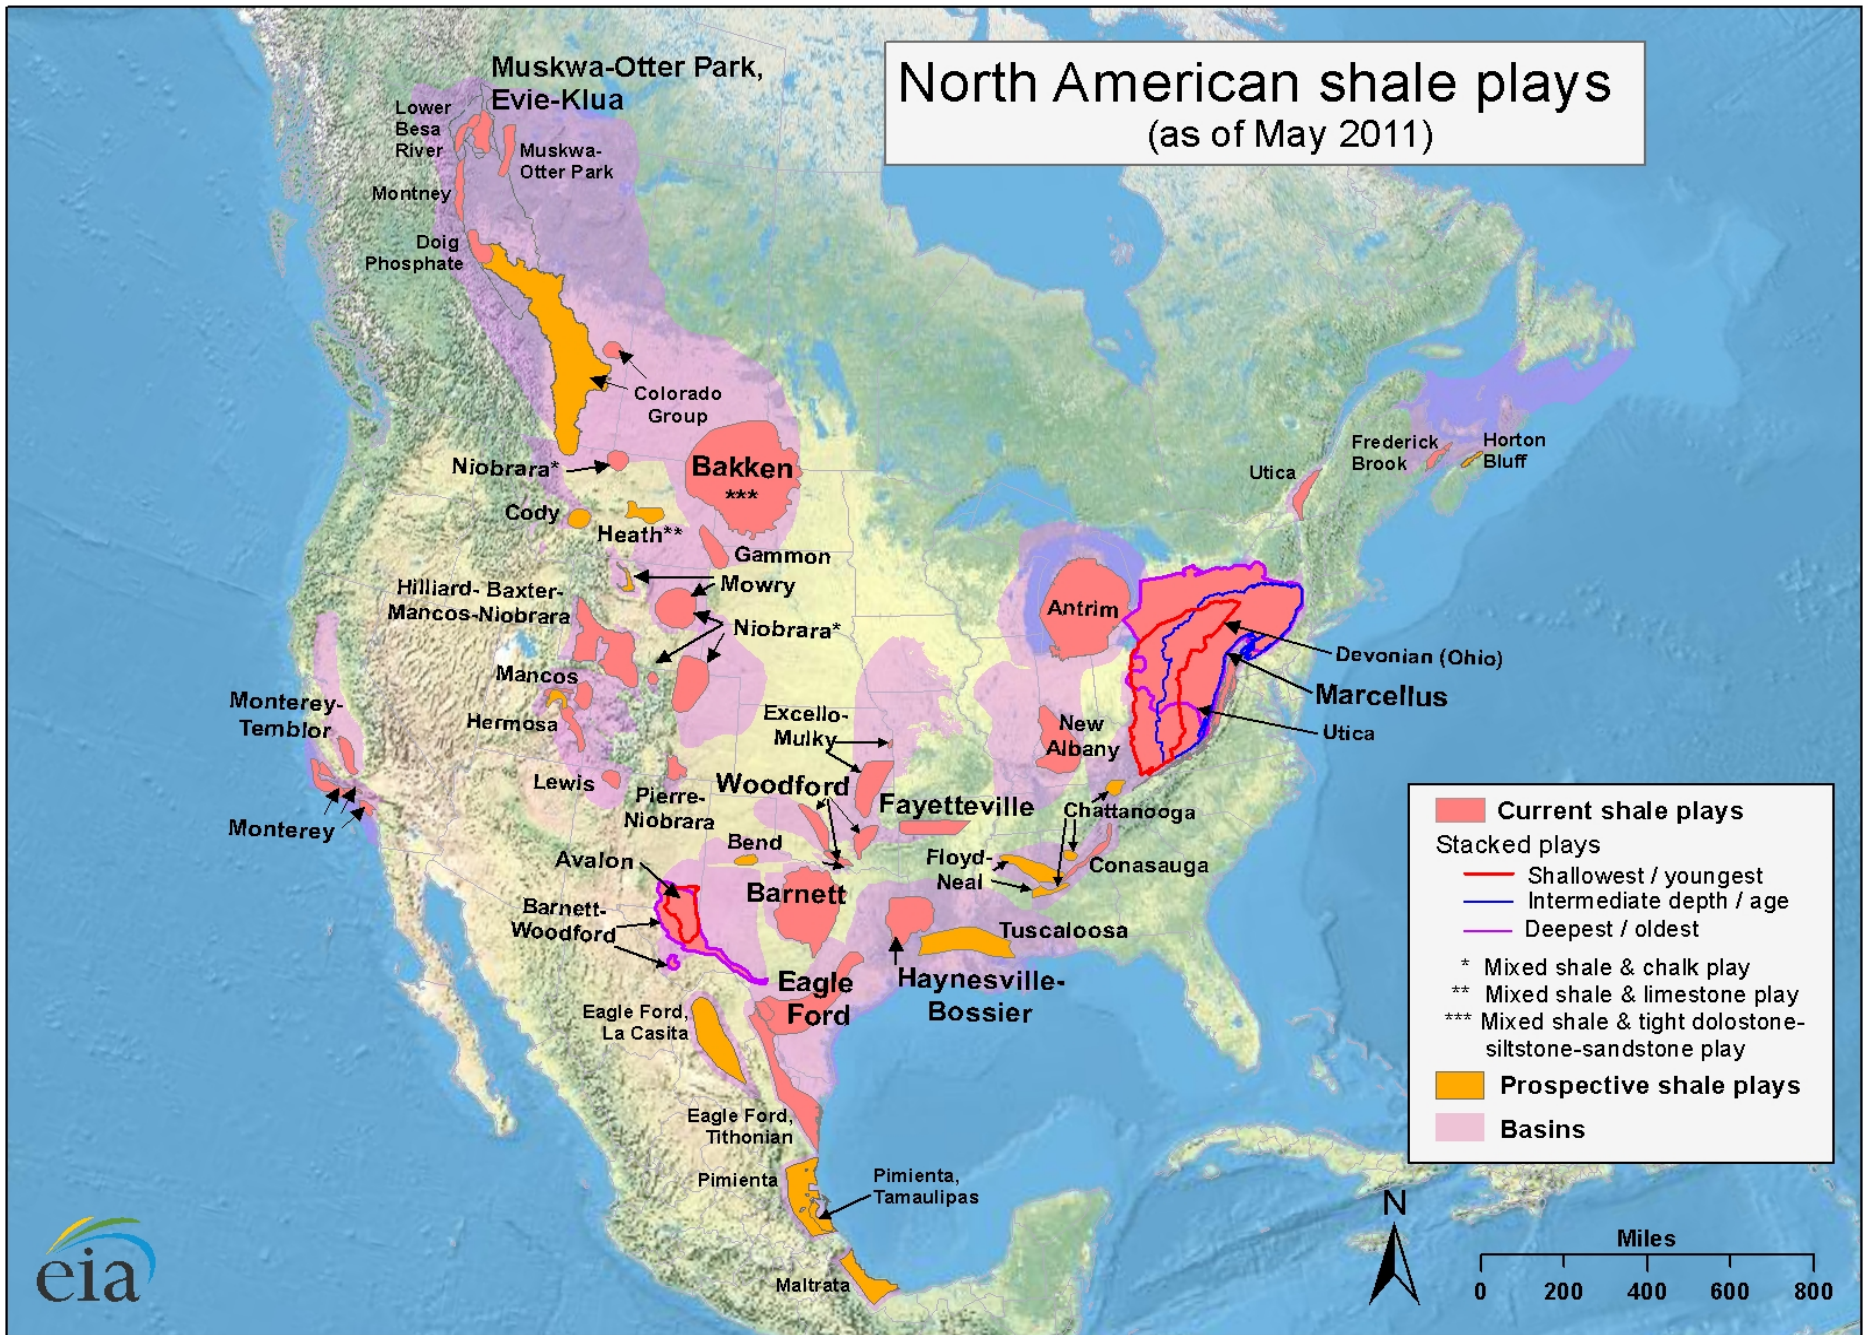 North American shale plays
(as of May 2011)
Muskwa-Otter Park,
Evie-Klua
Lower
Besa
River
Muskwa-
Otter Park
Montney
Doig
Phosphate
Colorado
Group
Niobrara*
Bakken
***
Cody
Heath**
Gammon
Mowry
Hilliard- Baxter-
Mancos-Niobrara
Niobrara*
Mancos
Hermosa
Monterey-
Temblor
Monterey
Lewis
Pierre-
Niobrara
Excello-
Mulky
Woodford
Fayetteville
Bend
Avalon
Barnett
Barnett-
Woodford
Eagle
Ford
Eagle Ford,
La Casita
Eagle Ford,
Tithonian
Pimienta
Pimienta,
Tamaulipas
Maltrata
Haynesville-
Bossier
Tuscaloosa
Floyd-
Neal
Conasauga
Chattanooga
New
Albany
Antrim
Devonian (Ohio)
Marcellus
Utica
Utica
Frederick
Brook
Horton
Bluff
Current shale plays
Stacked plays
Shallowest / youngest
Intermediate depth / age
Deepest / oldest
* Mixed shale & chalk play
** Mixed shale & limestone play
*** Mixed shale & tight dolostone-
siltstone-sandstone play
Prospective shale plays
Basins
N
Miles
0 200 400 600 800
eia